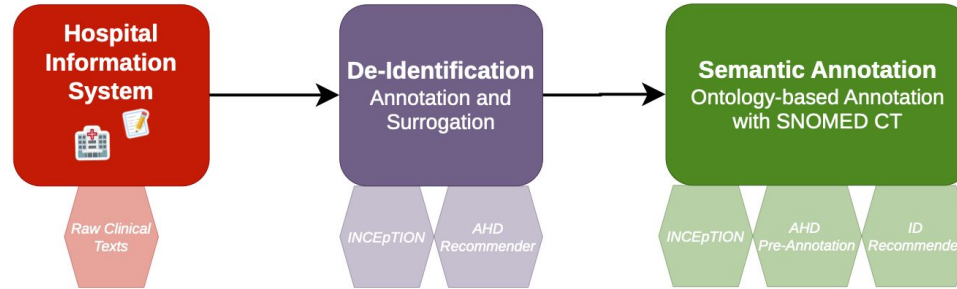 Hospital
Information
System
De-Identification
Annotation and
Surrogation
Semantic Annotation
Ontology-based Annotation
with SNOMED CT
Raw Clinical
Texts
INCEpTION
AHD
Recommender
INCEpTION
AHD
Pre-Annotation
ID
Recommende